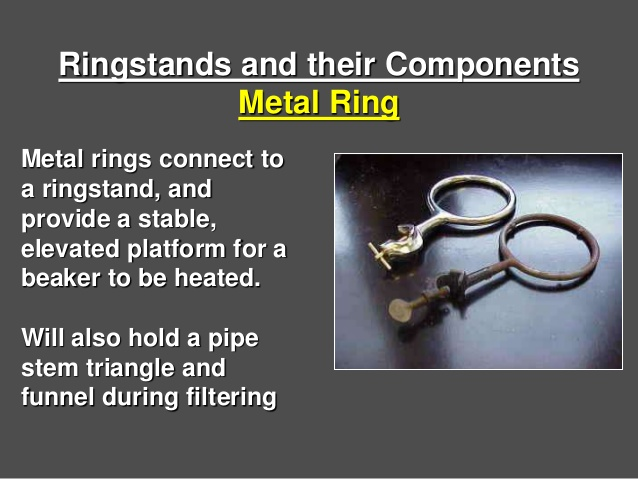 Ringstands and their Components
Metal Ring
Metal rings connect to
a ringstand, and
provide a stable,
elevated platform for a
beaker to be heated.
Will also hold a pipe
stem triangle and
funnel during filtering